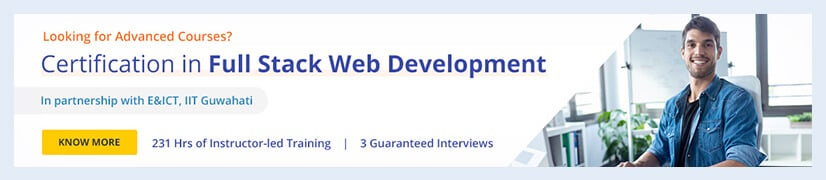 Looking for Advanced Courses?
Certification in Full Stack Web Development
In partnership with E&ICT, IIT Guwahati
KNOW MORE 231 Hrs of Instructor-led Training | 3 Guaranteed Interviews